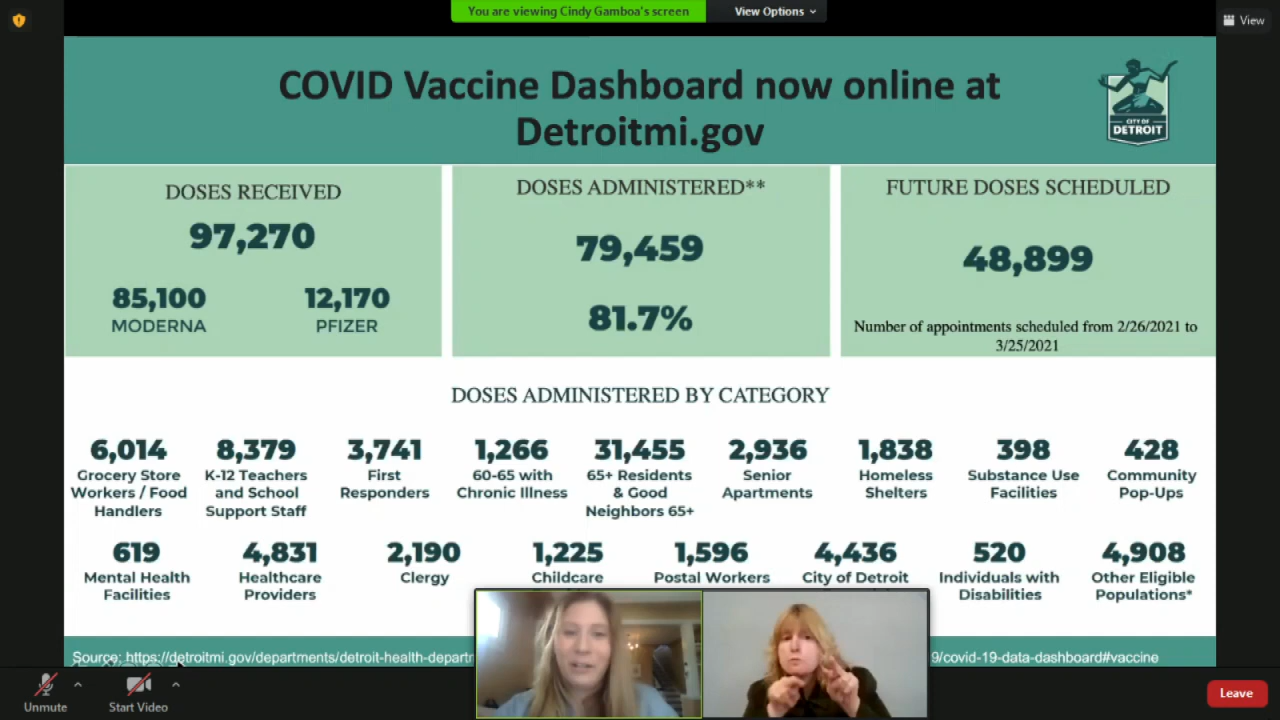 You are viewing Cindy Gamboa's screen
View Options
View
COVID Vaccine Dashboard now online at
Detroitmi.gov
CITY OF
DETROIT
DOSES RECEIVED
97,270
85,100
MODERNA
12,170
PFIZER
DOSES ADMINISTERED**
79,459
81.7%
FUTURE DOSES SCHEDULED
48,899
Number of appointments scheduled from 2/26/2021 to
3/25/2021
DOSES ADMINISTERED BY CATEGORY
6,014
Grocery Store
Workers / Food
Handlers
8,379
K-12 Teachers
and School
Support Staff
3,741
First
Responders
1,266
60-65 with
Chronic Illness
31,455
65+ Residents
& Good
Neighbors 65+
2,936
Senior
Apartments
1,838
Homeless
Shelters
398
Substance Use
Facilities
428
Community
Pop-Ups
619
Mental Health
Facilities
4,831
Healthcare
Providers
2,190
Clergy
1,225
Childcare
1,596
Postal Workers
4,436
City of Detroit
520
Individuals with
Disabilities
4,908
Other Eligible
Populations*
Source: https://detroitmi.gov/departments/detroit-health-departm
9/covid-19-data-dashboard#vaccine
Unmute
Start Video
Leave